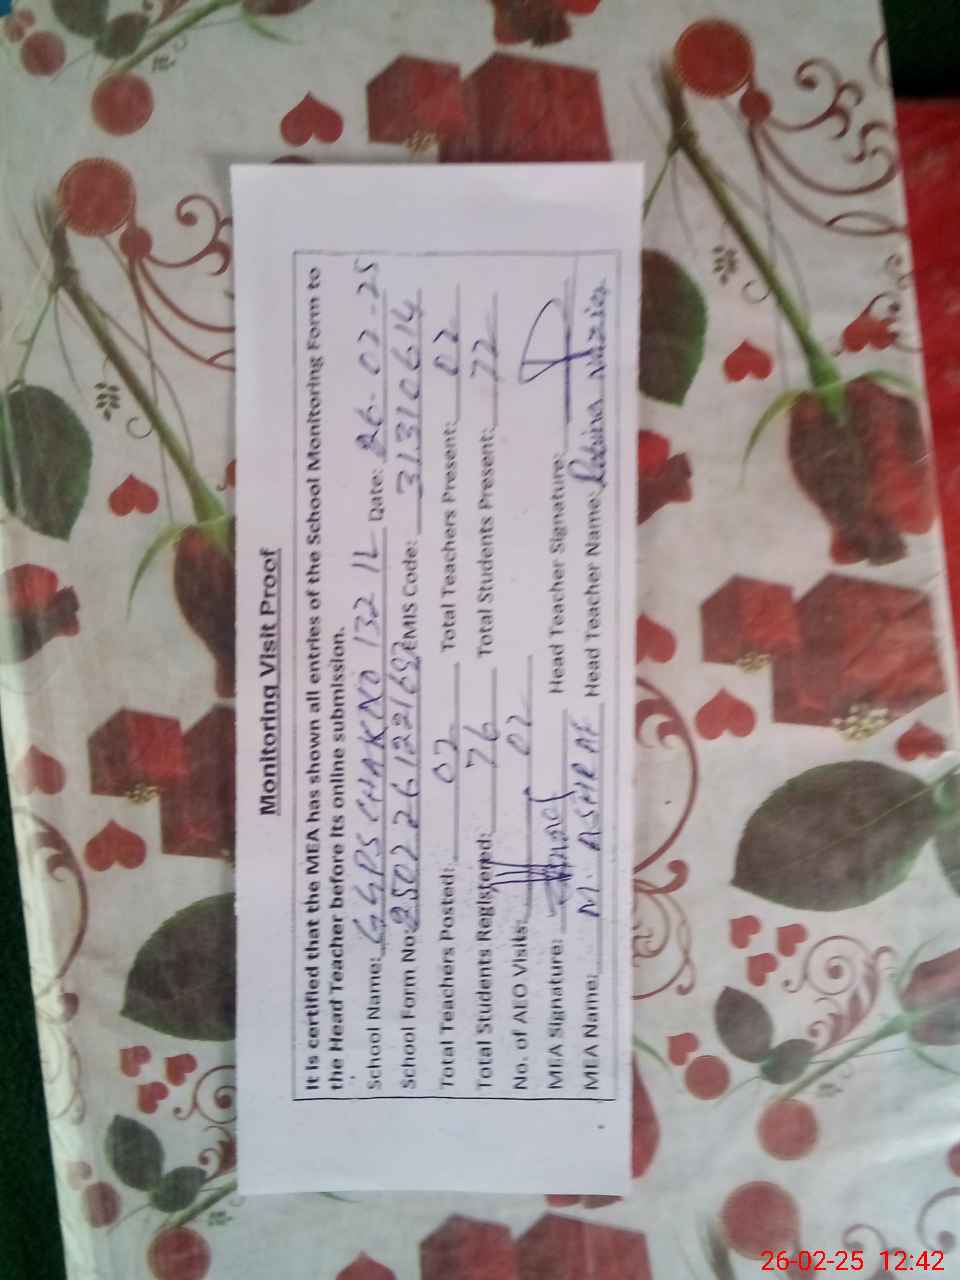 Monitoring Visit Proof
It is certified that the MEA has shown all entries of the School Monitoring Form to
the Head Teacher before its online submission.
School Name: GGPS CHAK NO 132 1L Date: 26-02-25
School Form No EMIS Code: 31310614
Total Teachers Posted: 02 Total Teachers Present: 02
Total Students Registered: 76 Total Students Present: 72
No. of AEO Visits: 02
MEA Signature: Head Teacher Signature:
MEA Name: M. ASHRAF Head Teacher Name: Rubina Nazir
26-02-25 12:42